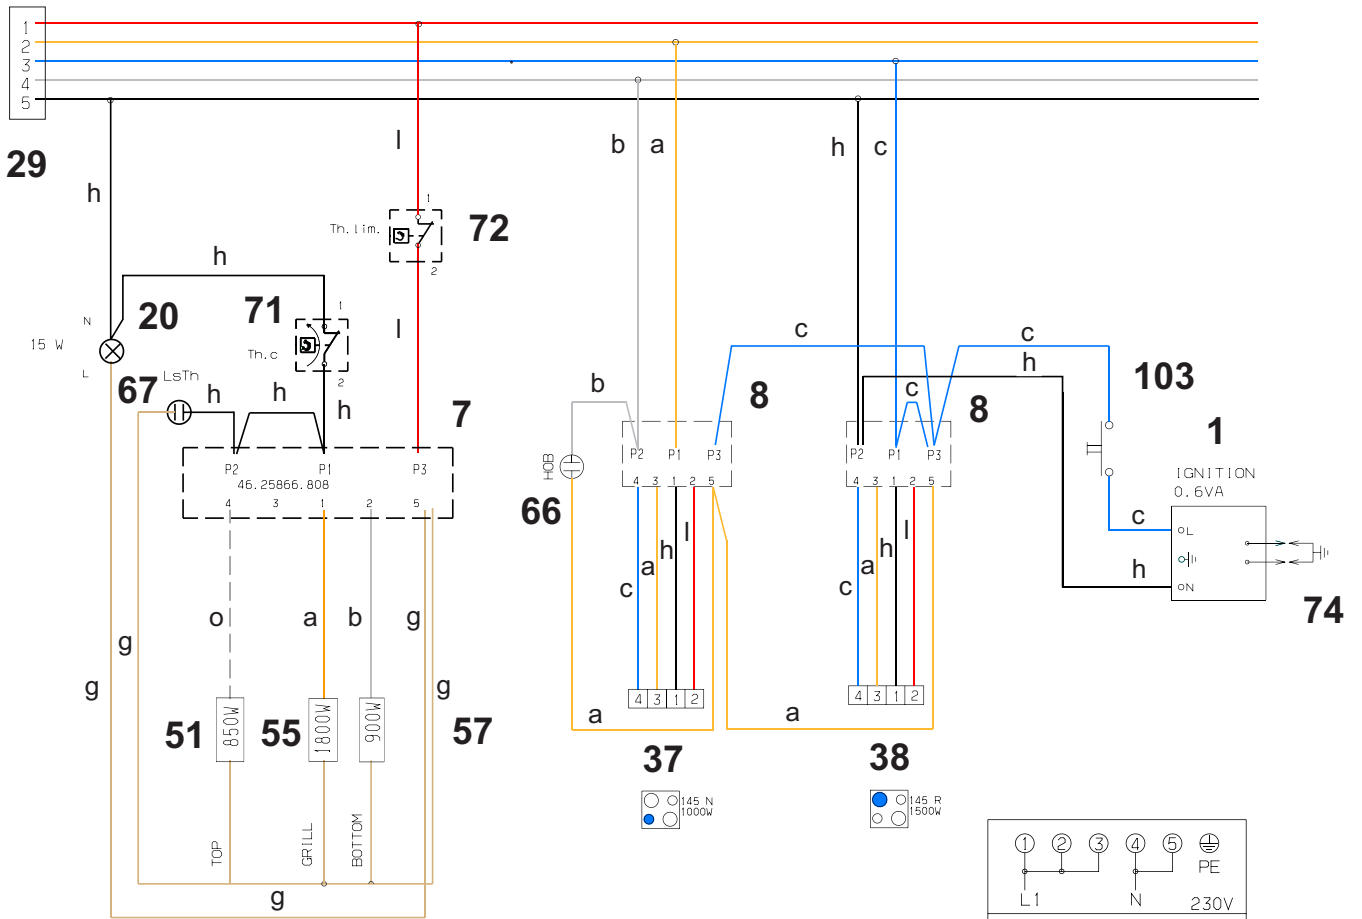 1
2
3
4
5
29
h
l
b
a
h
c
1
Th.lim.
72
2
h
N
20
71
1
15 W
Th.c
l
c
c
L
2
67
LsTh
h
h
h
7
b
8
c
8
h
103
1
P2
P1
P3
46.25866.808
4
3
1
2
5
HOB
66
P2
P1
P3
4
3
1
2
5
P2
P1
P3
4
3
1
2
5
IGNITION
0.6VA
c
L
h
N
74
c
a
h
l
c
a
h
l
o
a
b
g
g
g
g
51
850W
55
1800W
900W
57
4
3
1
2
4
3
1
2
a
a
37
38
145 N
1000W
145 R
1500W
TOP
GRILL
BOTTOM
g
1
2
3
4
5
PE
L1
N
230V